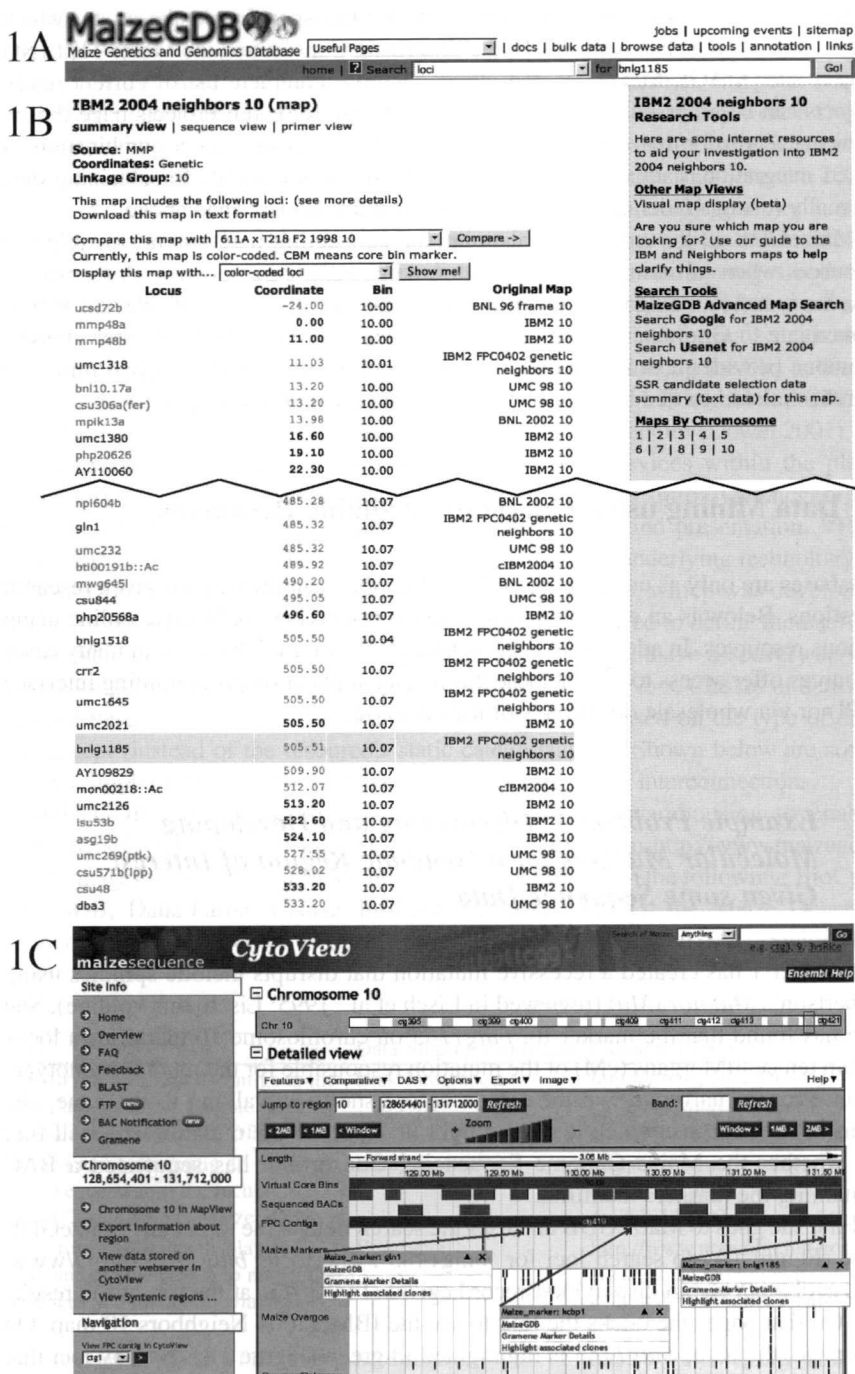 1A
MaizeGDB
Maize Genetics and Genomics Database
Useful Pages
jobs | upcoming events | sitemap
| docs | bulk data | browse data | tools | annotation | links
home | ? Search loci for bnlg1185 Go!
1B
IBM2 2004 neighbors 10 (map)
summary view | sequence view | primer view
Source: MMP
Coordinates: Genetic
Linkage Group: 10
This map includes the following loci: (see more details)
Download this map in text format!
Compare this map with 611A x T218 F2 1998 10 Compare ->
Currently, this map is color-coded. CBM means core bin marker.
Display this map with... color-coded loci Show me!
Locus Coordinate Bin Original Map
ucsd72b -24.00 10.00 BNL 96 frame 10
mmp48a 0.00 10.00 IBM2 10
mmp48b 11.00 10.00 IBM2 10
umc1318 11.03 10.01 IBM2 FPC0402 genetic neighbors 10
bnl10.17a 13.20 10.00 UMC 98 10
csu306a(fer) 13.20 10.00 UMC 98 10
mpik13a 13.98 10.00 BNL 2002 10
umc1380 16.60 10.00 IBM2 10
php20626 19.10 10.00 IBM2 10
AY110060 22.30 10.00 IBM2 10
npi604b 485.28 10.07 BNL 2002 10
gln1 485.32 10.07 IBM2 FPC0402 genetic neighbors 10
umc232 485.32 10.07 UMC 98 10
bti00191b::Ac 489.92 10.07 cIBM2004 10
mwg645l 490.20 10.07 BNL 2002 10
csu844 495.05 10.07 UMC 98 10
php20568a 496.60 10.07 IBM2 10
bnlg1518 505.50 10.04 IBM2 FPC0402 genetic neighbors 10
crr2 505.50 10.07 IBM2 FPC0402 genetic neighbors 10
umc1645 505.50 10.07 IBM2 FPC0402 genetic neighbors 10
umc2021 505.50 10.07 IBM2 10
bnlg1185 505.51 10.07 IBM2 FPC0402 genetic neighbors 10
AY109829 509.90 10.07 IBM2 10
mon00218::Ac 512.07 10.07 cIBM2004 10
umc2126 513.20 10.07 IBM2 10
isu53b 522.60 10.07 IBM2 10
asg19b 524.10 10.07 IBM2 10
umc269(ptk) 527.55 10.07 UMC 98 10
csu571b(lpp) 528.02 10.07 UMC 98 10
csu48 533.20 10.07 IBM2 10
dba3 533.20 10.07 UMC 98 10
IBM2 2004 neighbors 10
Research Tools
Here are some internet resources
to aid your investigation into IBM2
2004 neighbors 10.
Other Map Views
Visual map display (beta)
Are you sure which map you are
looking for? Use our guide to the
IBM and Neighbors maps to help
clarify things.
Search Tools
MaizeGDB Advanced Map Search
Search Google for IBM2 2004
neighbors 10
Search Usenet for IBM2 2004
neighbors 10
SSR candidate selection data
summary (text data) for this map.
Maps By Chromosome
1 | 2 | 3 | 4 | 5
6 | 7 | 8 | 9 | 10
1C
maizesequence
CytoView
Anything Go
Ensembl Help
Site Info
Home
Overview
FAQ
Feedback
BLAST
FTP new
BAC Notification new
Gramene
Chromosome 10
128,654,401 - 131,712,000
Chromosome 10 in MapView
Export Information about
region
View data stored on
another webserver in
CytoView
View Syntenic regions ...
Navigation
View FPC contig in CytoView
ctg1 >
Chromosome 10
Chr 10 ctg395 ctg399 ctg400 ctg409 ctg411 ctg412 ctg413 ctg421
Detailed view
Features Comparative DAS Options Export Image Help
Jump to region 10 : 128654401 - 131712000 Refresh Band: Refresh
< 2MB < 1MB < Window + Zoom - Window > 1MB > 2MB >
Length Forward strand 3.06 Mb
129.00 Mb 129.50 Mb 130.00 Mb 130.50 Mb 131.00 Mb 131.50 Mb
Virtual Core Bins
Sequenced BACs
FPC Contigs ctg419
Maize Markers
Maize_marker: gln1 X
MaizeGDB
Gramene Marker Details
Highlight associated clones
Maize_marker: bnlg1185 X
MaizeGDB
Gramene Marker Details
Highlight associated clones
Maize_marker: hcbp1 X
MaizeGDB
Gramene Marker Details
Highlight associated clones
Maize Overgos